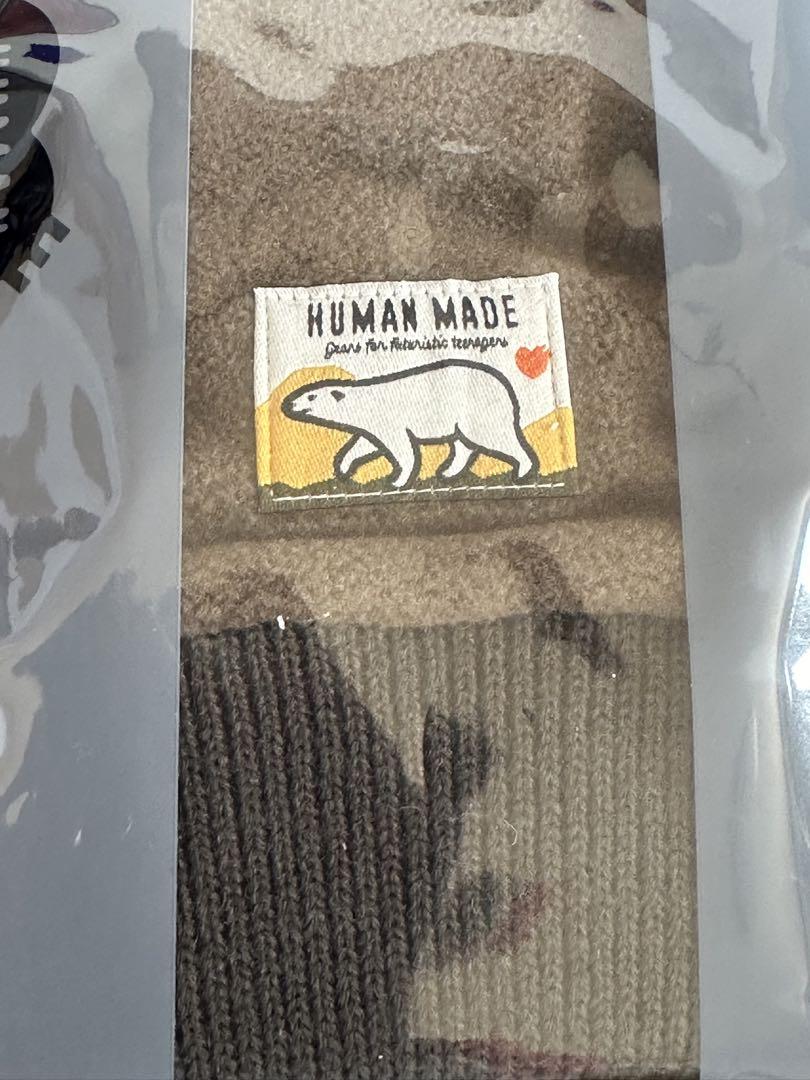 HUMAN MADE
Gears for futuristic teenagers
E